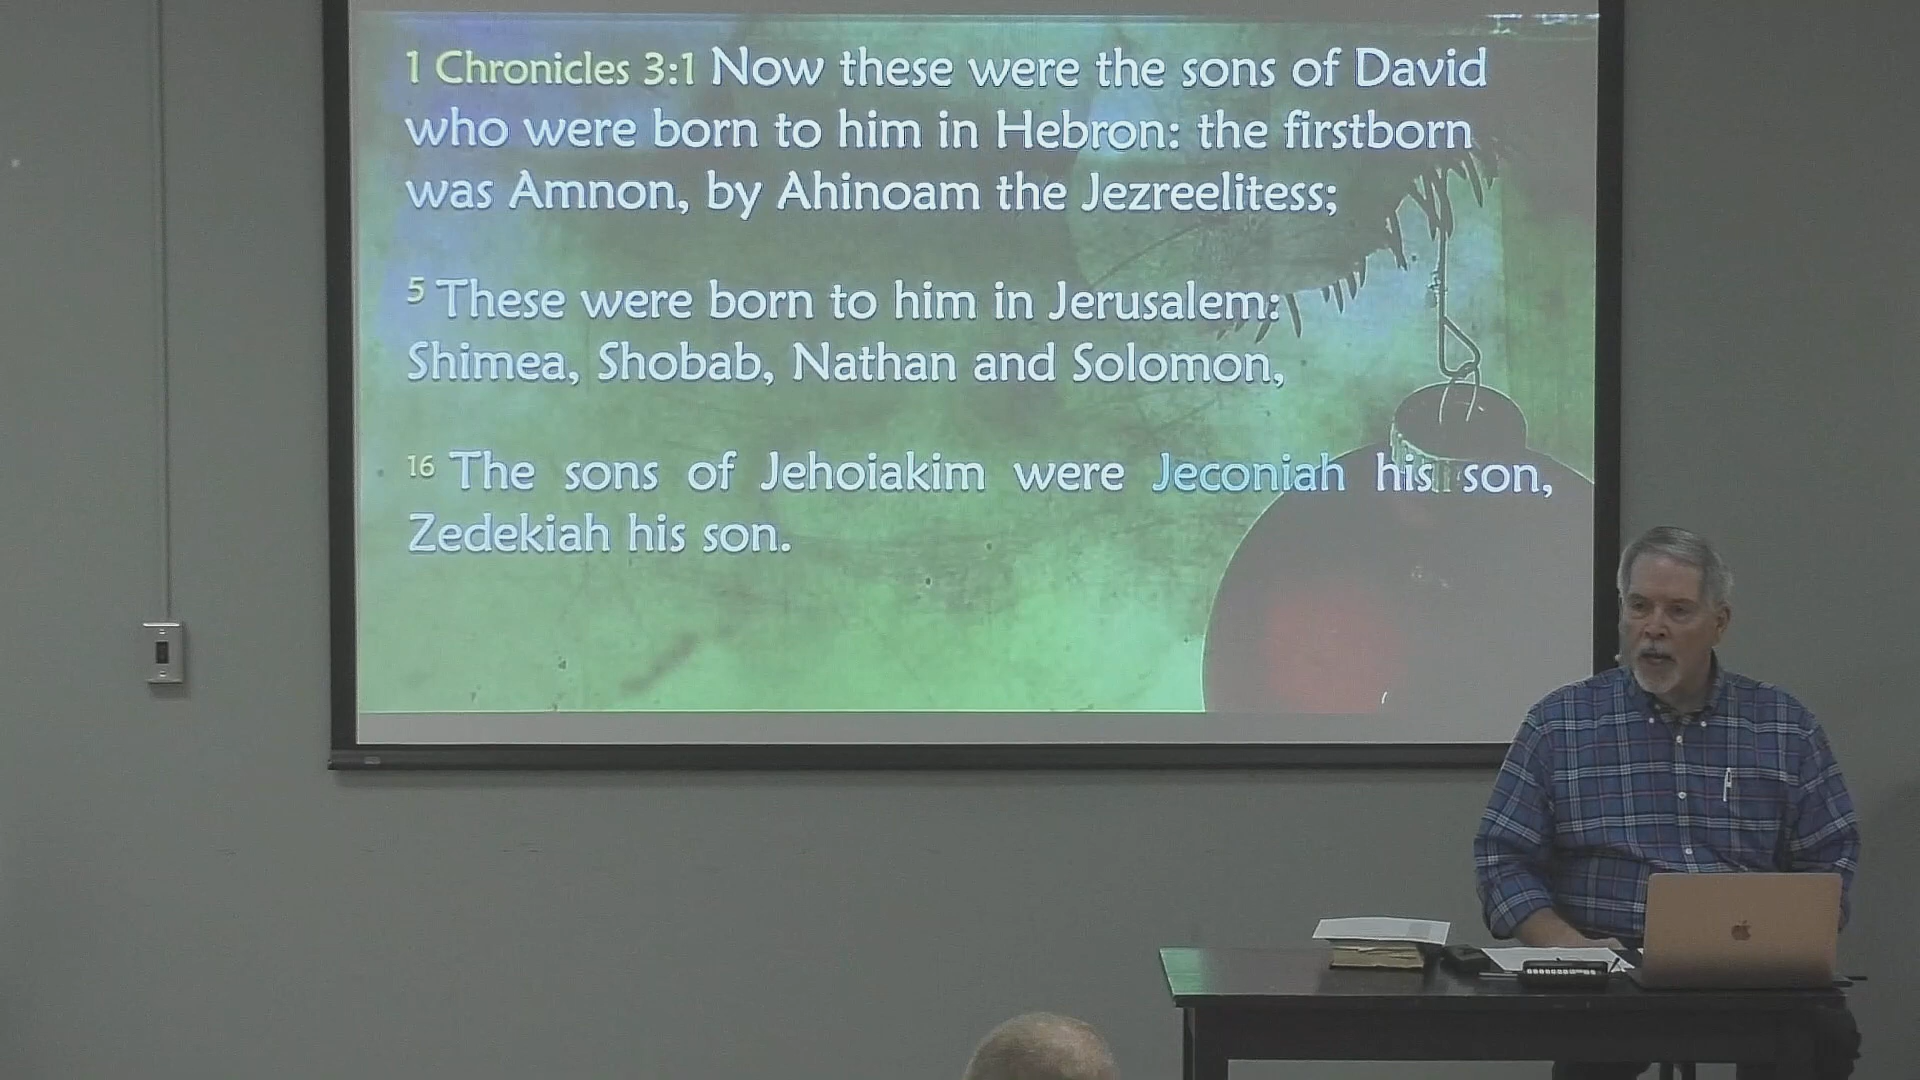 1 Chronicles 3:1 Now these were the sons of David
who were born to him in Hebron: the firstborn
was Amnon, by Ahinoam the Jezreelitess;
5 These were born to him in Jerusalem:
Shimea, Shobab, Nathan and Solomon,
16 The sons of Jehoiakim were Jeconiah his son,
Zedekiah his son.